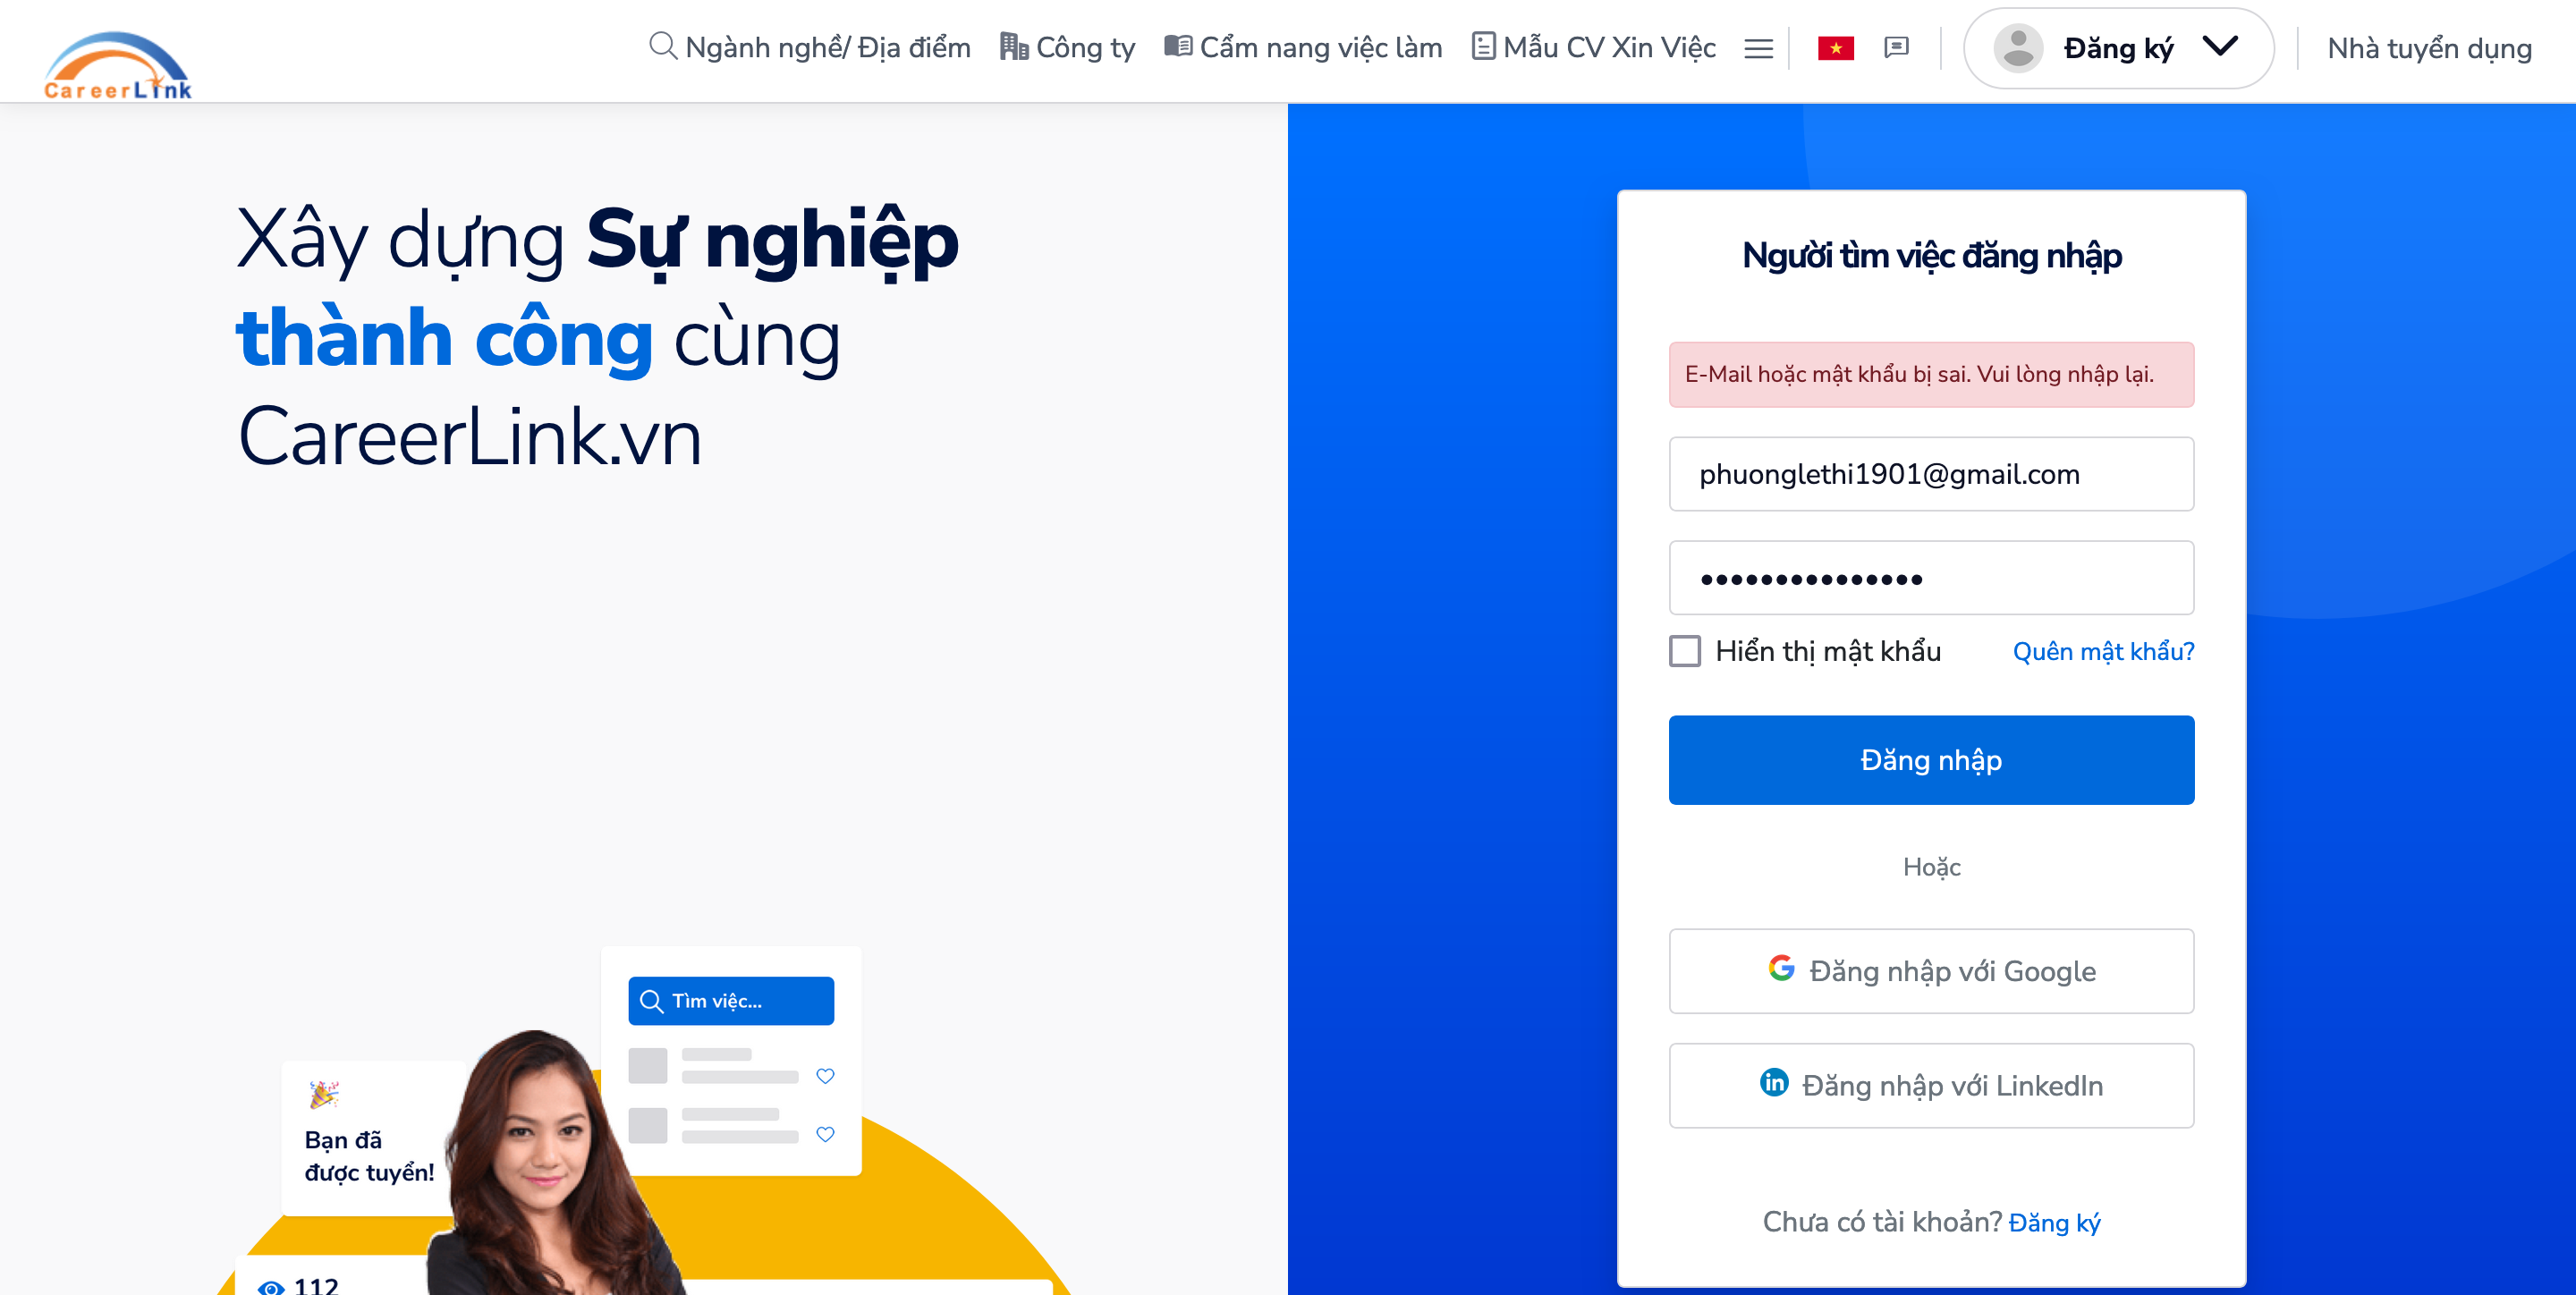 CareerLink
Ngành nghề/ Địa điểm
Công ty
Cẩm nang việc làm
Mẫu CV Xin Việc
Đăng ký
Nhà tuyển dụng
Xây dựng Sự nghiệp
thành công cùng
CareerLink.vn
Tìm việc...
Bạn đã
được tuyển!
112
Người tìm việc đăng nhập
E-Mail hoặc mật khẩu bị sai. Vui lòng nhập lại.
phuonglethi1901@gmail.com
•••••••••••••••
Hiển thị mật khẩu
Quên mật khẩu?
Đăng nhập
Hoặc
Đăng nhập với Google
Đăng nhập với LinkedIn
Chưa có tài khoản? Đăng ký